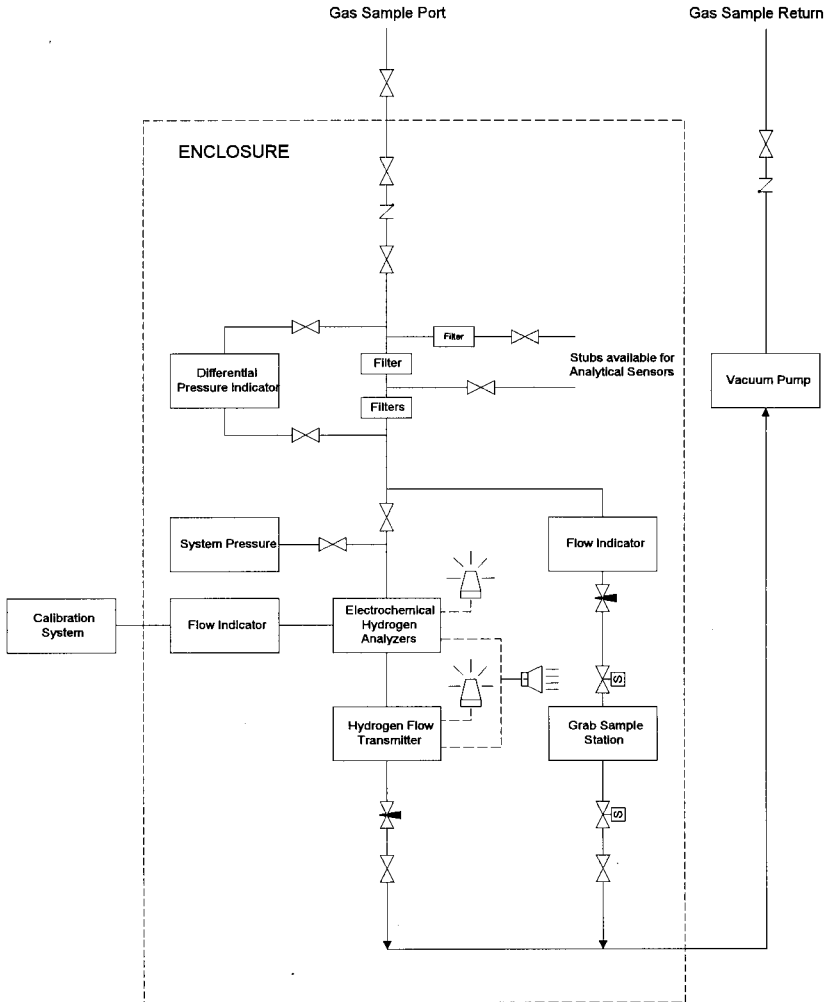 Gas Sample Port
Gas Sample Return
ENCLOSURE
Filter
Differential
Pressure Indicator
Filter
Stubs available for
Analytical Sensors
Vacuum Pump
Filters
System Pressure
Flow Indicator
Calibration
System
Flow Indicator
Electrochemical
Hydrogen
Analyzers
S
Hydrogen Flow
Transmitter
Grab Sample
Station
S